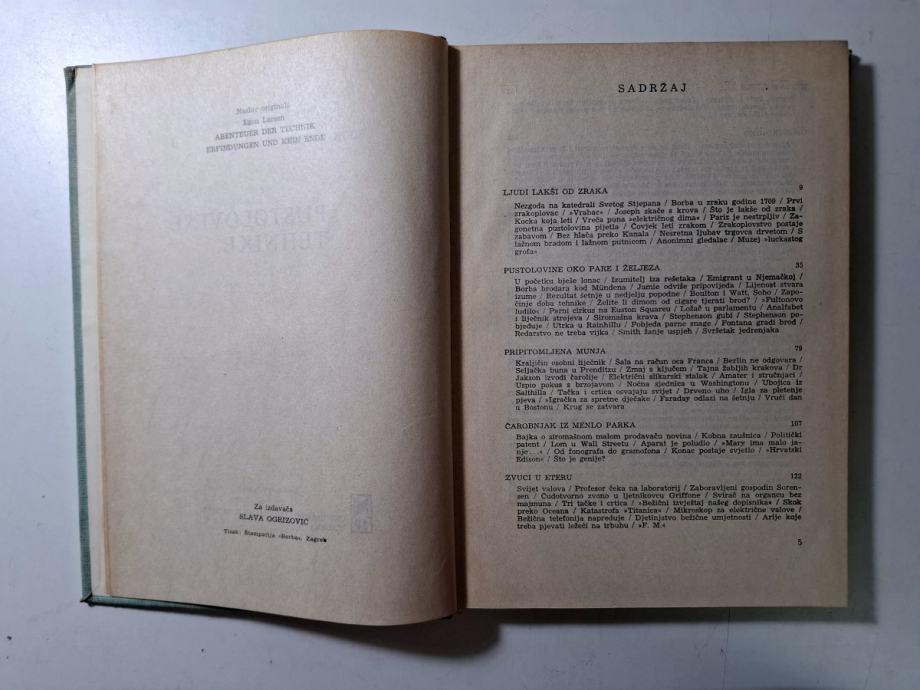 Naslov originala
Egon Larsen
ABENTEUER DER TECHNIK
ERFINDUNGEN UND KEIN ENDE
Za izdavača
SLAVA OGRIZOVIĆ
Tisak: Štamparija »Borba«, Zagreb
SADRŽAJ
LJUDI LAKŠI OD ZRAKA 9
Nezgoda na katedrali Svetog Stjepana / Borba u zraku godine 1709 / Prvi
zrakoplovac / »Vrabac« / Joseph skače s krova / Što je lakše od zraka /
Kocka koja leti / Vreća puna »električnog dima« / Pariz je nestrpljiv / Za-
gonetna pustolovina pijetla / Čovjek leti zrakom / Zrakoplovstvo postaje
zabavom / Bez hlača preko Kanala / Nesretna ljubav trgovca drvetom / S
lažnom bradom i lažnom putnicom / Anonimni gledalac / Muzej »luckastog
grofa«
PUSTOLOVINE OKO PARE I ŽELJEZA 35
U početku bješe lonac / Izumitelj iza rešetaka / Emigrant u Njemačkoj /
Borba brodara kod Mündena / Jamie odviše pripovijeda / Lijenost stvara
izume / Rezultat šetnje u nedjelju popodne / Boulton i Watt, Soho / Zapo-
činje doba tehnike / Želite li dimom od cigare tjerati brod? / »Fultonovo
ludilo« / Parni cirkus na Euston Squareu / Ložač u parlamentu / Analfabet
i liječnik strojeva / Siromašna krava / Stephenson gubi / Stephenson po-
bjeđuje / Utrka u Rainhillu / Pobjeda parne snage / Fontana gradi brod /
Redarstvo ne treba vijka / Smith žanje uspjeh / Svršetak jedrenjaka
PRIPITOMLJENA MUNJA 79
Kraljičin osobni liječnik / Šala na račun oca Franca / Berlin ne odgovara /
Seljačka buna u Prenditzu / Zmaj s ključem / Tajna žabljih krakova / Dr
Jakson izvodi čarolije / Električni slikarski stalak / Amater i stručnjaci /
Uspio pokus s brzojavom / Noćna sjednica u Washingtonu / Ubojica iz
Salthilla / Tačka i crtica osvajaju svijet / Drveno uho / Igla za pletenje
pjeva / »Igračka za spretne dječake / Faraday odlazi na šetnju / Vrući dan
u Bostonu / Krug se zatvara
ČAROBNJAK IZ MENLO PARKA 107
Bajka o siromašnom malom prodavaču novina / Kobna zaušnica / Politički
patent / Lom u Wall Streetu / Aparat je poludio / »Mary ima malo ja-
nje . . .« / Od fonografa do gramofona / Konac postaje svjetlo / »Hrvatski
Edison« / Što je genije?
ZVUCI U ETERU 122
Svijet valova / Profesor čeka na laboratorij / Zaboravljeni gospodin Soren-
sen / Čudotvorno zvono u ljetnikovcu Griffone / Svirač na organcu bez
majmuna / Tri tačke i crtica / »Bežični izvještaj našeg dopisnika« / Skok
preko Oceana / Katastrofa »Titanica« / Mikroskop za električne valove /
Bežična telefonija napreduje / Djetinjstvo bežične umjetnosti / Arije koje
treba pjevati ležeći na trbuhu / »F. M.«
5